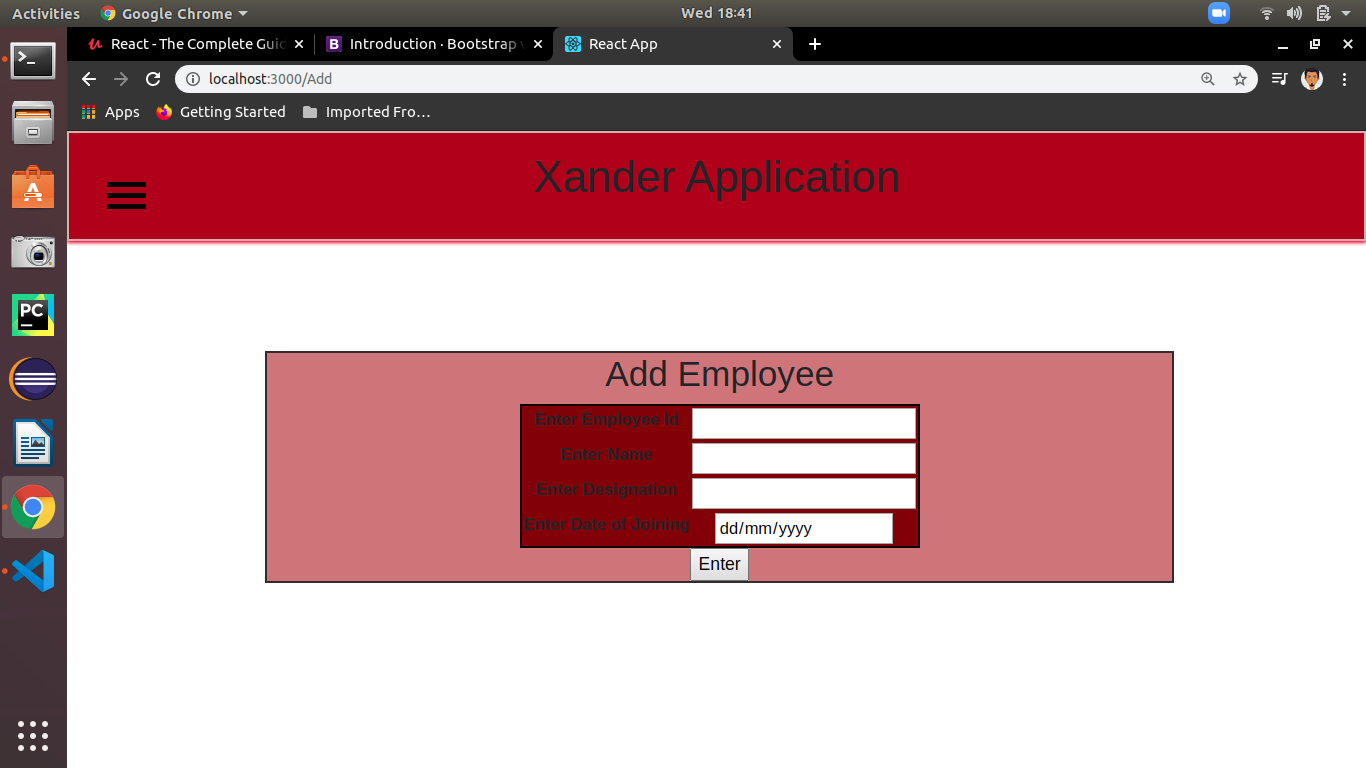 Activities Google Chrome Wed 18:41
React - The Complete Guid Introduction · Bootstrap v React App
localhost:3000/Add
Apps Getting Started Imported Fro…
Xander Application
Add Employee
Enter Employee Id
Enter Name
Enter Designation
Enter Date of Joining dd/mm/yyyy
Enter
PC
B